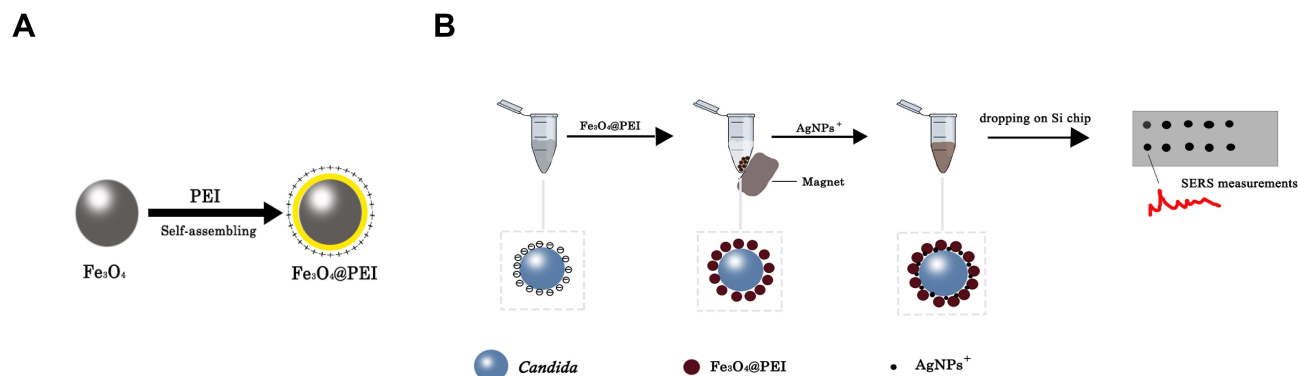 A
B
PEI
Self-assembling
Fe₃O₄
Fe₃O₄@PEI
Fe₃O₄@PEI
AgNPs⁺
dropping on Si chip
Magnet
SERS measurements
Candida
Fe₃O₄@PEI
AgNPs⁺